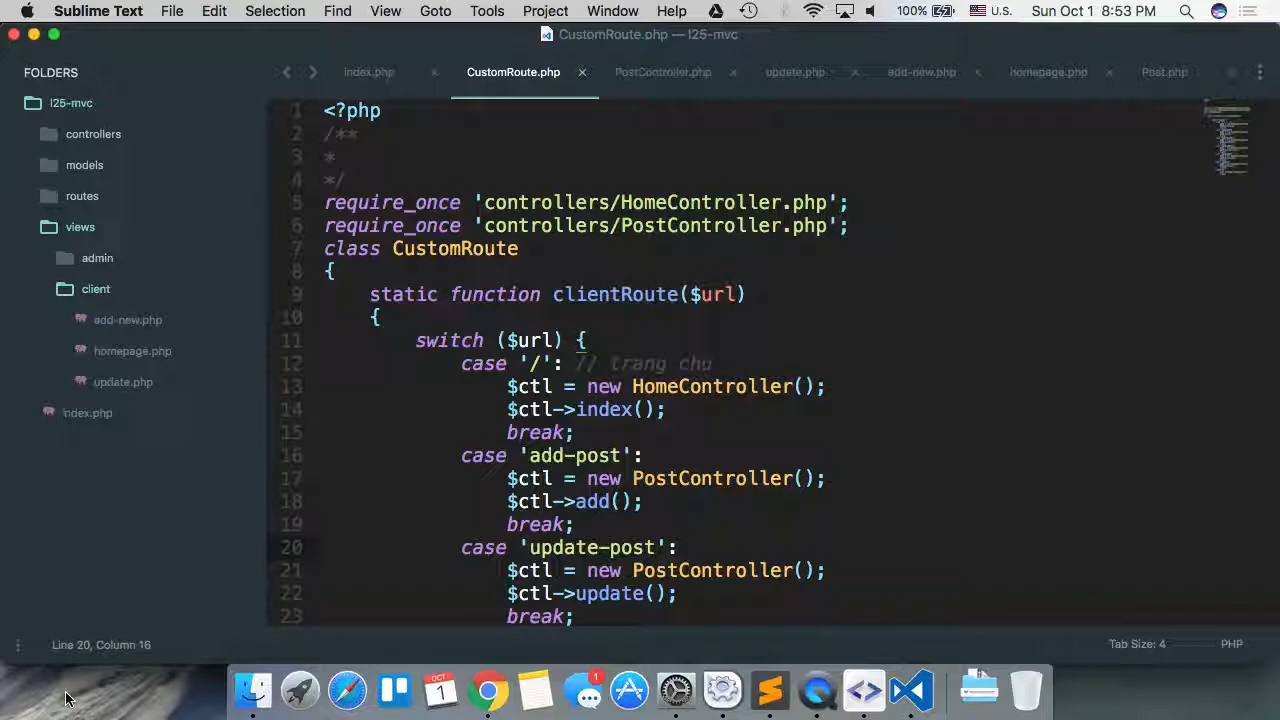 Sublime Text File Edit Selection Find View Goto Tools Project Window Help 100% U.S. Sun Oct 1 8:53 PM
CustomRoute.php — l25-mvc
FOLDERS
l25-mvc
controllers
models
routes
views
admin
client
add-new.php
homepage.php
update.php
index.php
index.php × CustomRoute.php × PostController.php × update.php × add-new.php × homepage.php × Post.php
1 <?php
2 /**
3 *
4 */
5 require_once 'controllers/HomeController.php';
6 require_once 'controllers/PostController.php';
7 class CustomRoute
8 {
9 static function clientRoute($url)
10 {
11 switch ($url) {
12 case '/': // trang chu
13 $ctl = new HomeController();
14 $ctl->index();
15 break;
16 case 'add-post':
17 $ctl = new PostController();
18 $ctl->add();
19 break;
20 case 'update-post':
21 $ctl = new PostController();
22 $ctl->update();
23 break;
Line 20, Column 16
Tab Size: 4 PHP
OCT
1
1